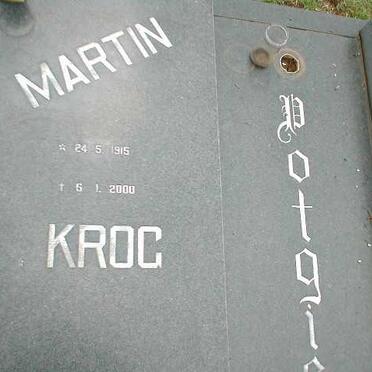 MARTIN
☆ 24 5 1915
† 6 1 2000
KROG
Potgie